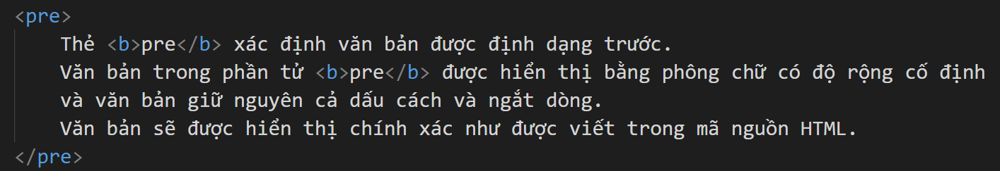 <pre>
    Thẻ <b>pre</b> xác định văn bản được định dạng trước.
    Văn bản trong phần tử <b>pre</b> được hiển thị bằng phông chữ có độ rộng cố định
    và văn bản giữ nguyên cả dấu cách và ngắt dòng.
    Văn bản sẽ được hiển thị chính xác như được viết trong mã nguồn HTML.
</pre>